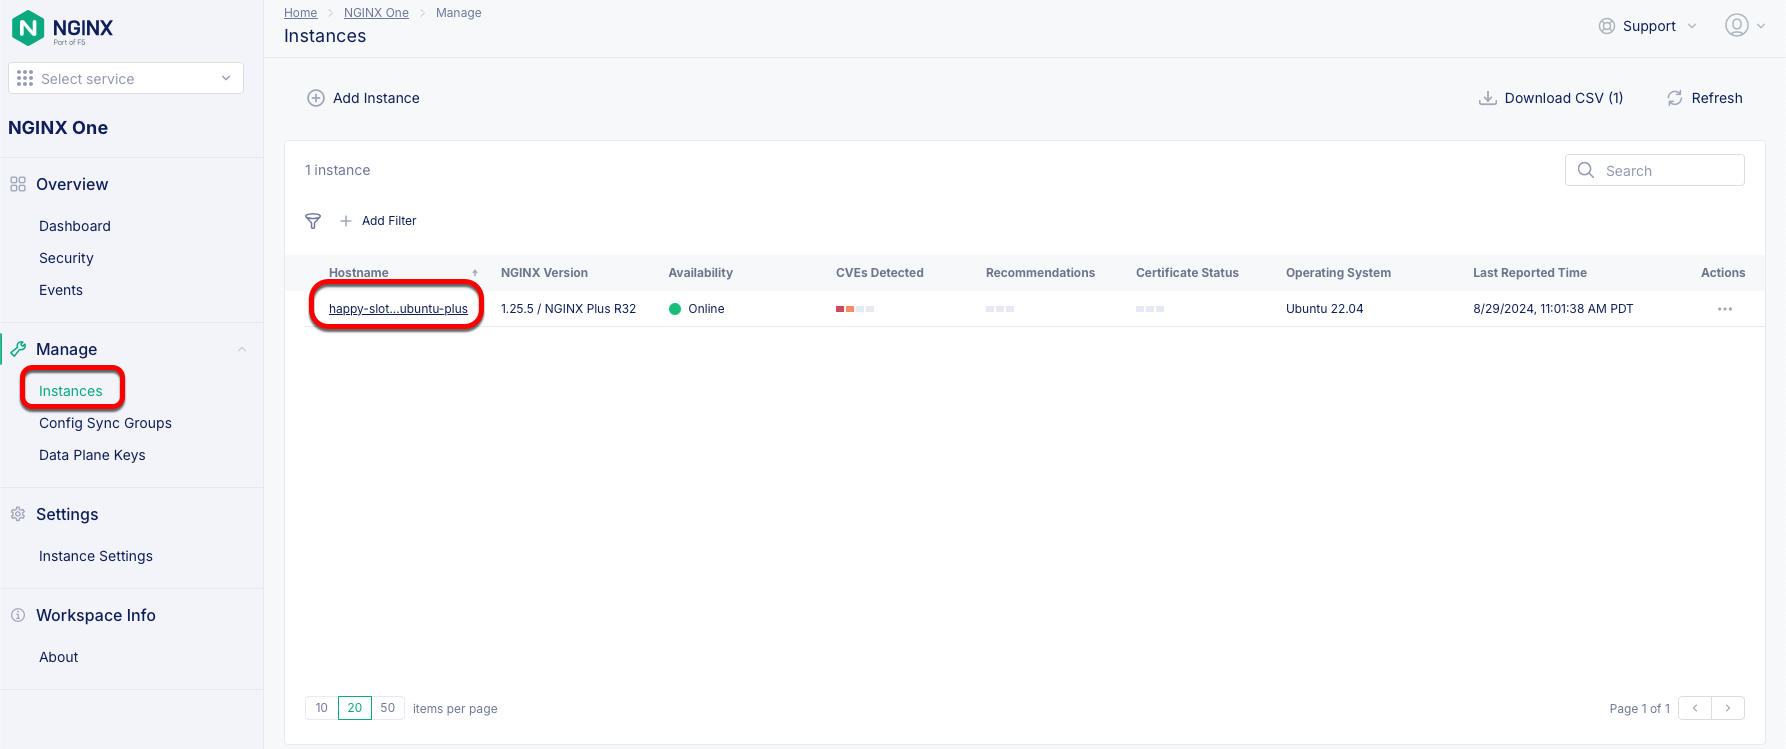 NGINX
Part of F5
Select service
NGINX One
Overview
Dashboard
Security
Events
Manage
Instances
Config Sync Groups
Data Plane Keys
Settings
Instance Settings
Workspace Info
About
Home > NGINX One > Manage
Instances
Support
Add Instance
Download CSV (1)
Refresh
1 instance
Search
Add Filter
Hostname NGINX Version Availability CVEs Detected Recommendations Certificate Status Operating System Last Reported Time Actions
happy-slot...ubuntu-plus 1.25.5 / NGINX Plus R32 Online Ubuntu 22.04 8/29/2024, 11:01:38 AM PDT ...
10 20 50 items per page
Page 1 of 1 < >